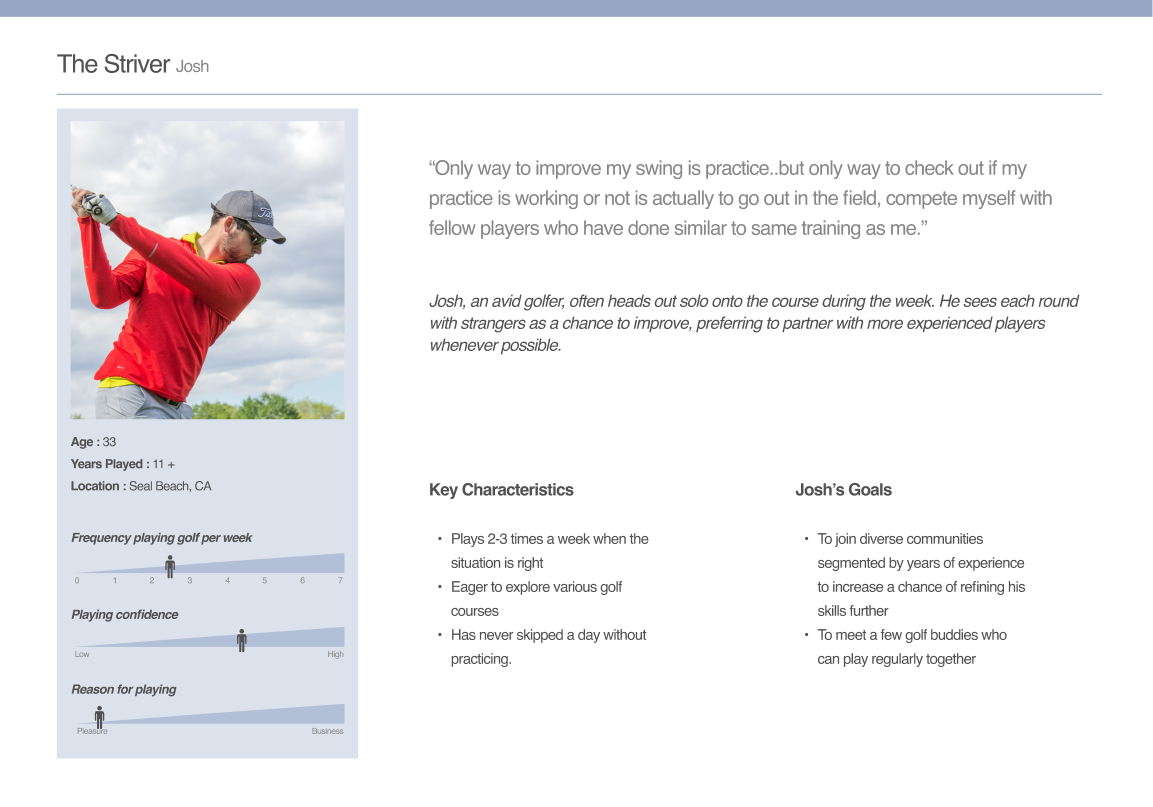 The Striver Josh
“Only way to improve my swing is practice..but only way to check out if my
practice is working or not is actually to go out in the field, compete myself with
fellow players who have done similar to same training as me.”
Josh, an avid golfer, often heads out solo onto the course during the week. He sees each round
with strangers as a chance to improve, preferring to partner with more experienced players
whenever possible.
Age : 33
Years Played : 11 +
Location : Seal Beach, CA
Frequency playing golf per week
0 1 2 3 4 5 6 7
Playing confidence
Low High
Reason for playing
Pleasure Business
Key Characteristics
• Plays 2-3 times a week when the
situation is right
• Eager to explore various golf
courses
• Has never skipped a day without
practicing.
Josh’s Goals
• To join diverse communities
segmented by years of experience
to increase a chance of refining his
skills further
• To meet a few golf buddies who
can play regularly together